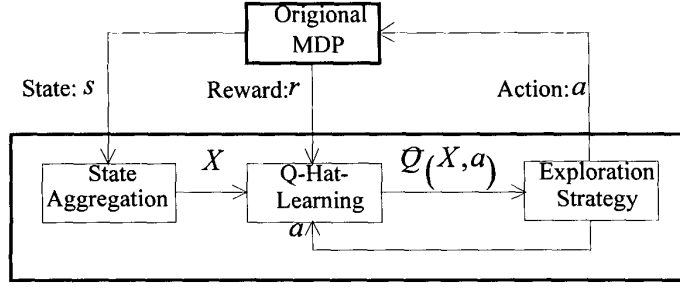 Origional
MDP
State: s
Reward:r
Action:a
State
Aggregation
X
Q-Hat-
Learning
Q(X,a)
Exploration
Strategy
a